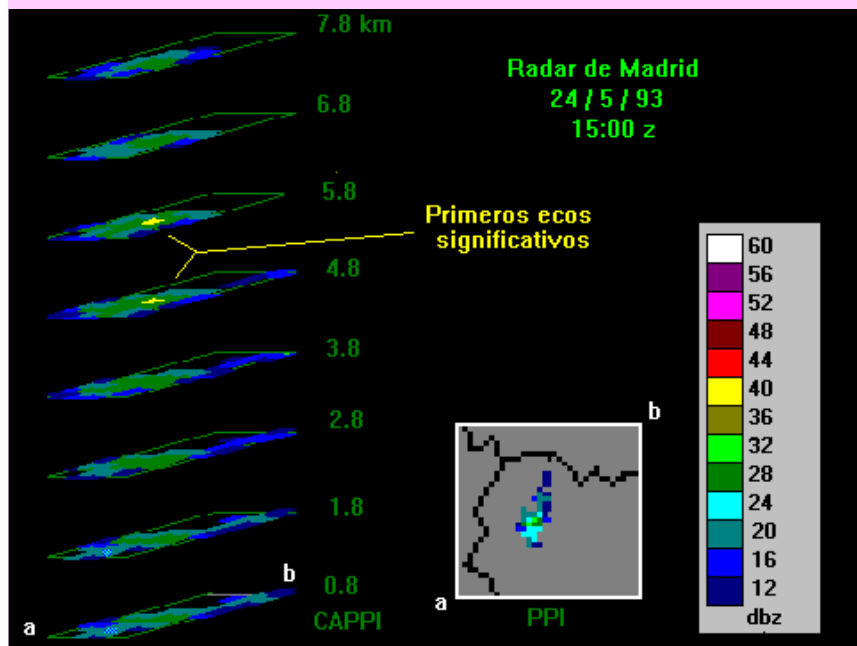 7.8 km
Radar de Madrid
24 / 5 / 93
15:00 z
6.8
5.8
Primeros ecos
significativos
4.8
3.8
2.8
1.8
0.8
a
b
CAPPI
a
b
PPI
60
56
52
48
44
40
36
32
28
24
20
16
12
dbz